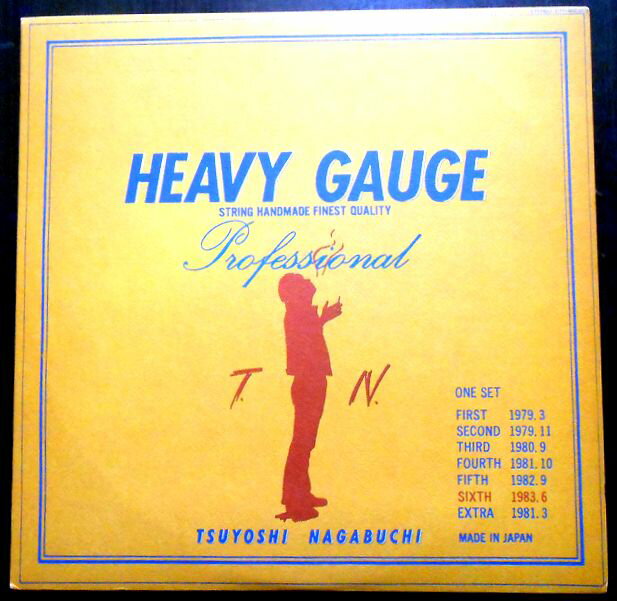 HEAVY GAUGE
STRING HANDMADE FINEST QUALITY
Professional
T. N.
ONE SET
FIRST 1979.3
SECOND 1979.11
THIRD 1980.9
FOURTH 1981.10
FIFTH 1982.9
SIXTH 1983.6
EXTRA 1981.3
TSUYOSHI NAGABUCHI
MADE IN JAPAN